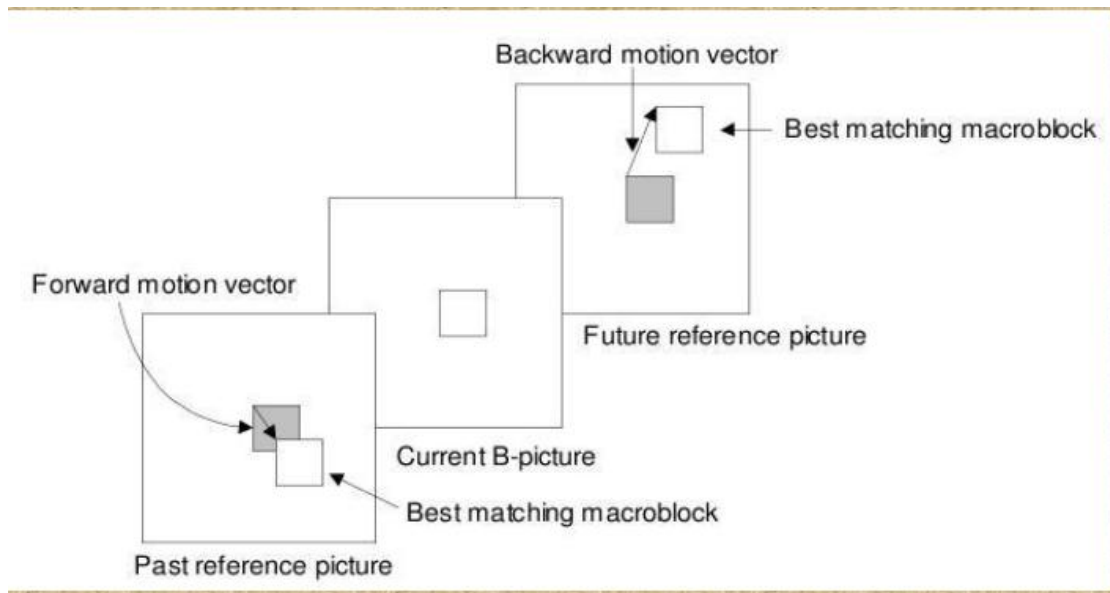 Backward motion vector
Best matching macroblock
Forward motion vector
Future reference picture
Current B-picture
Best matching macroblock
Past reference picture